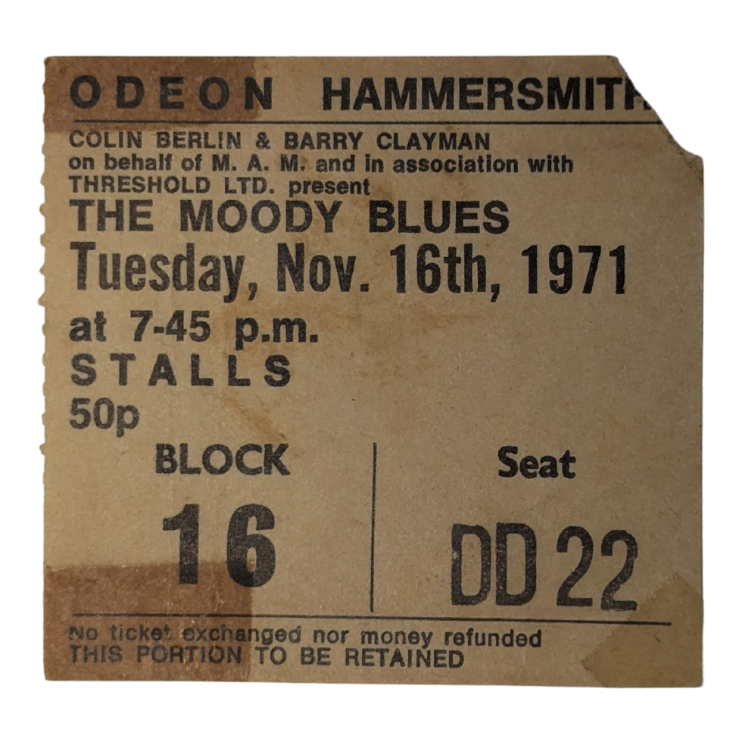 ODEON HAMMERSMITH
COLIN BERLIN & BARRY CLAYMAN
on behalf of M. A. M. and in association with
THRESHOLD LTD. present
THE MOODY BLUES
Tuesday, Nov. 16th, 1971
at 7-45 p.m.
STALLS
50p
BLOCK Seat
16 DD 22
No ticket exchanged nor money refunded
THIS PORTION TO BE RETAINED